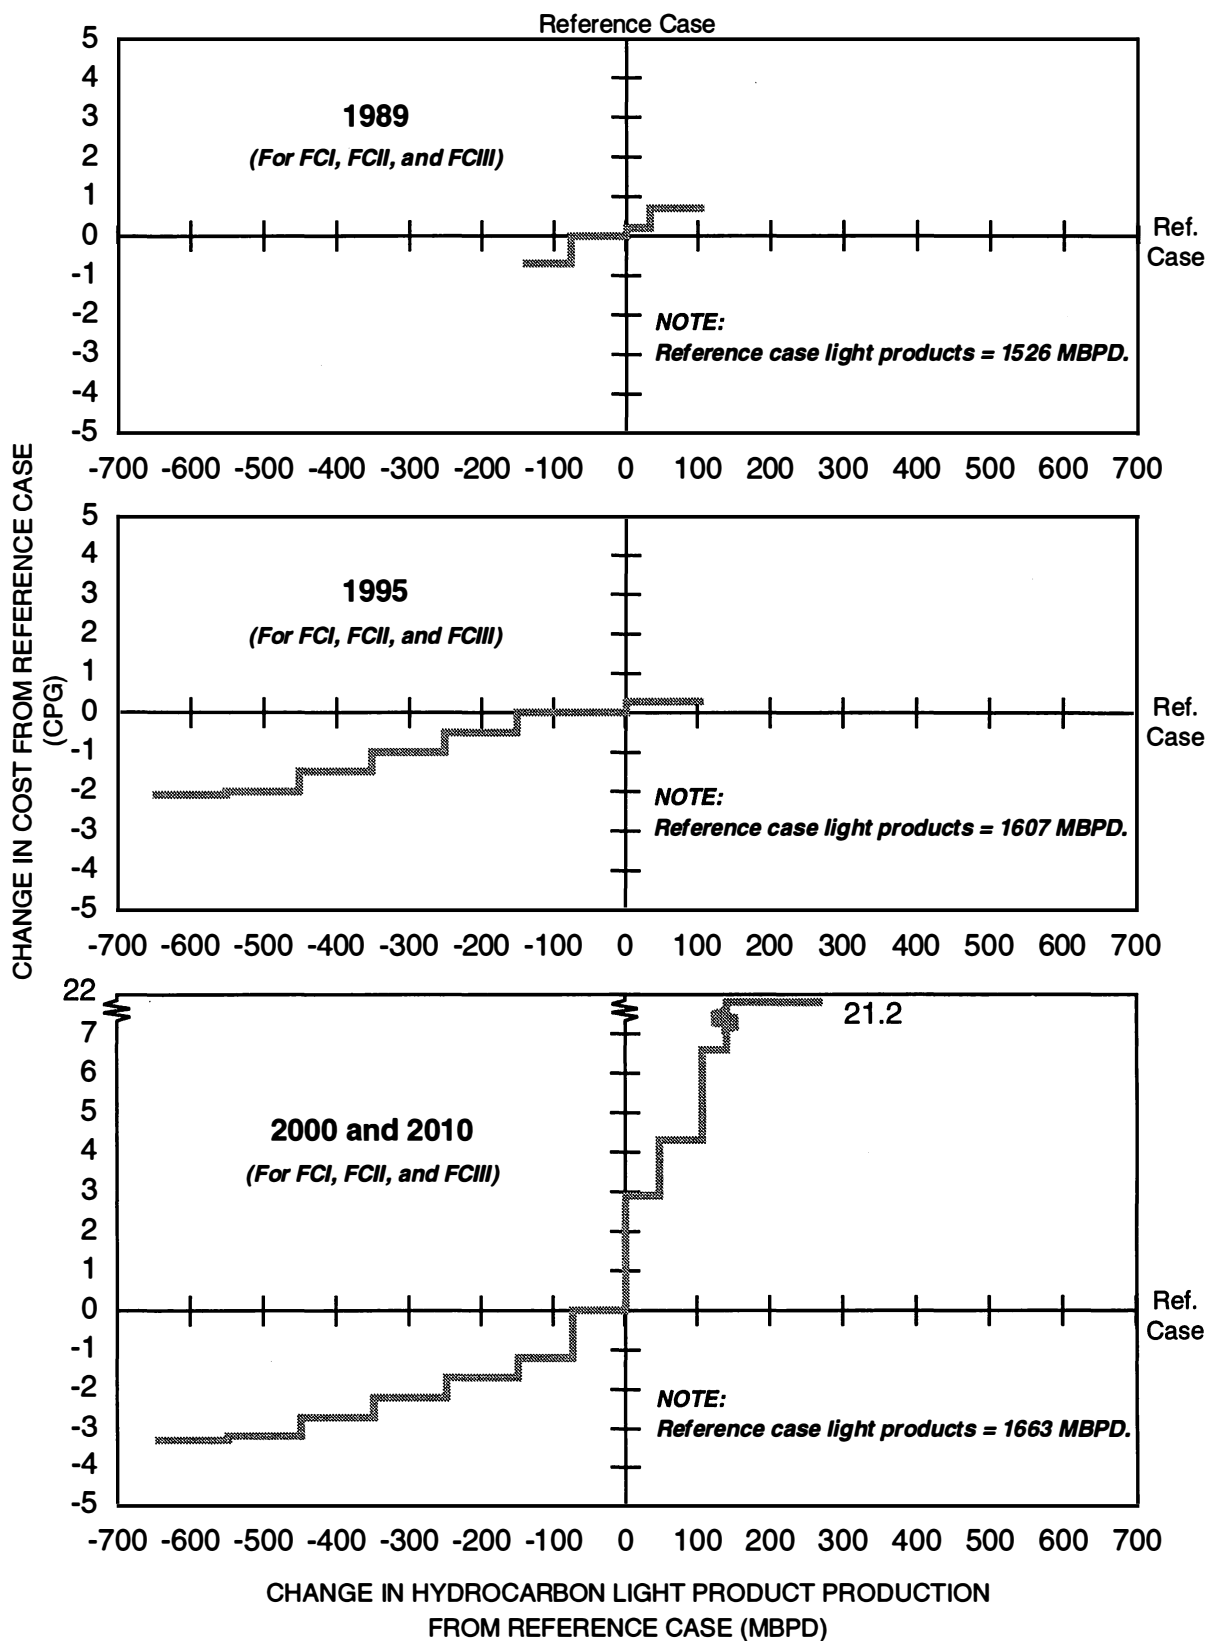 Reference Case
5
4
3
2
1
0
-1
-2
-3
-4
-5
1989
(For FCI, FCII, and FCIII)
Ref.
Case
NOTE:
Reference case light products = 1526 MBPD.
-700 -600 -500 -400 -300 -200 -100 0 100 200 300 400 500 600 700
CHANGE IN COST FROM REFERENCE CASE
(CPG)
5
4
3
2
1
0
-1
-2
-3
-4
-5
1995
(For FCI, FCII, and FCIII)
Ref.
Case
NOTE:
Reference case light products = 1607 MBPD.
-700 -600 -500 -400 -300 -200 -100 0 100 200 300 400 500 600 700
22
7
6
5
4
3
2
1
0
-1
-2
-3
-4
-5
21.2
2000 and 2010
(For FCI, FCII, and FCIII)
Ref.
Case
NOTE:
Reference case light products = 1663 MBPD.
-700 -600 -500 -400 -300 -200 -100 0 100 200 300 400 500 600 700
CHANGE IN HYDROCARBON LIGHT PRODUCT PRODUCTION
FROM REFERENCE CASE (MBPD)